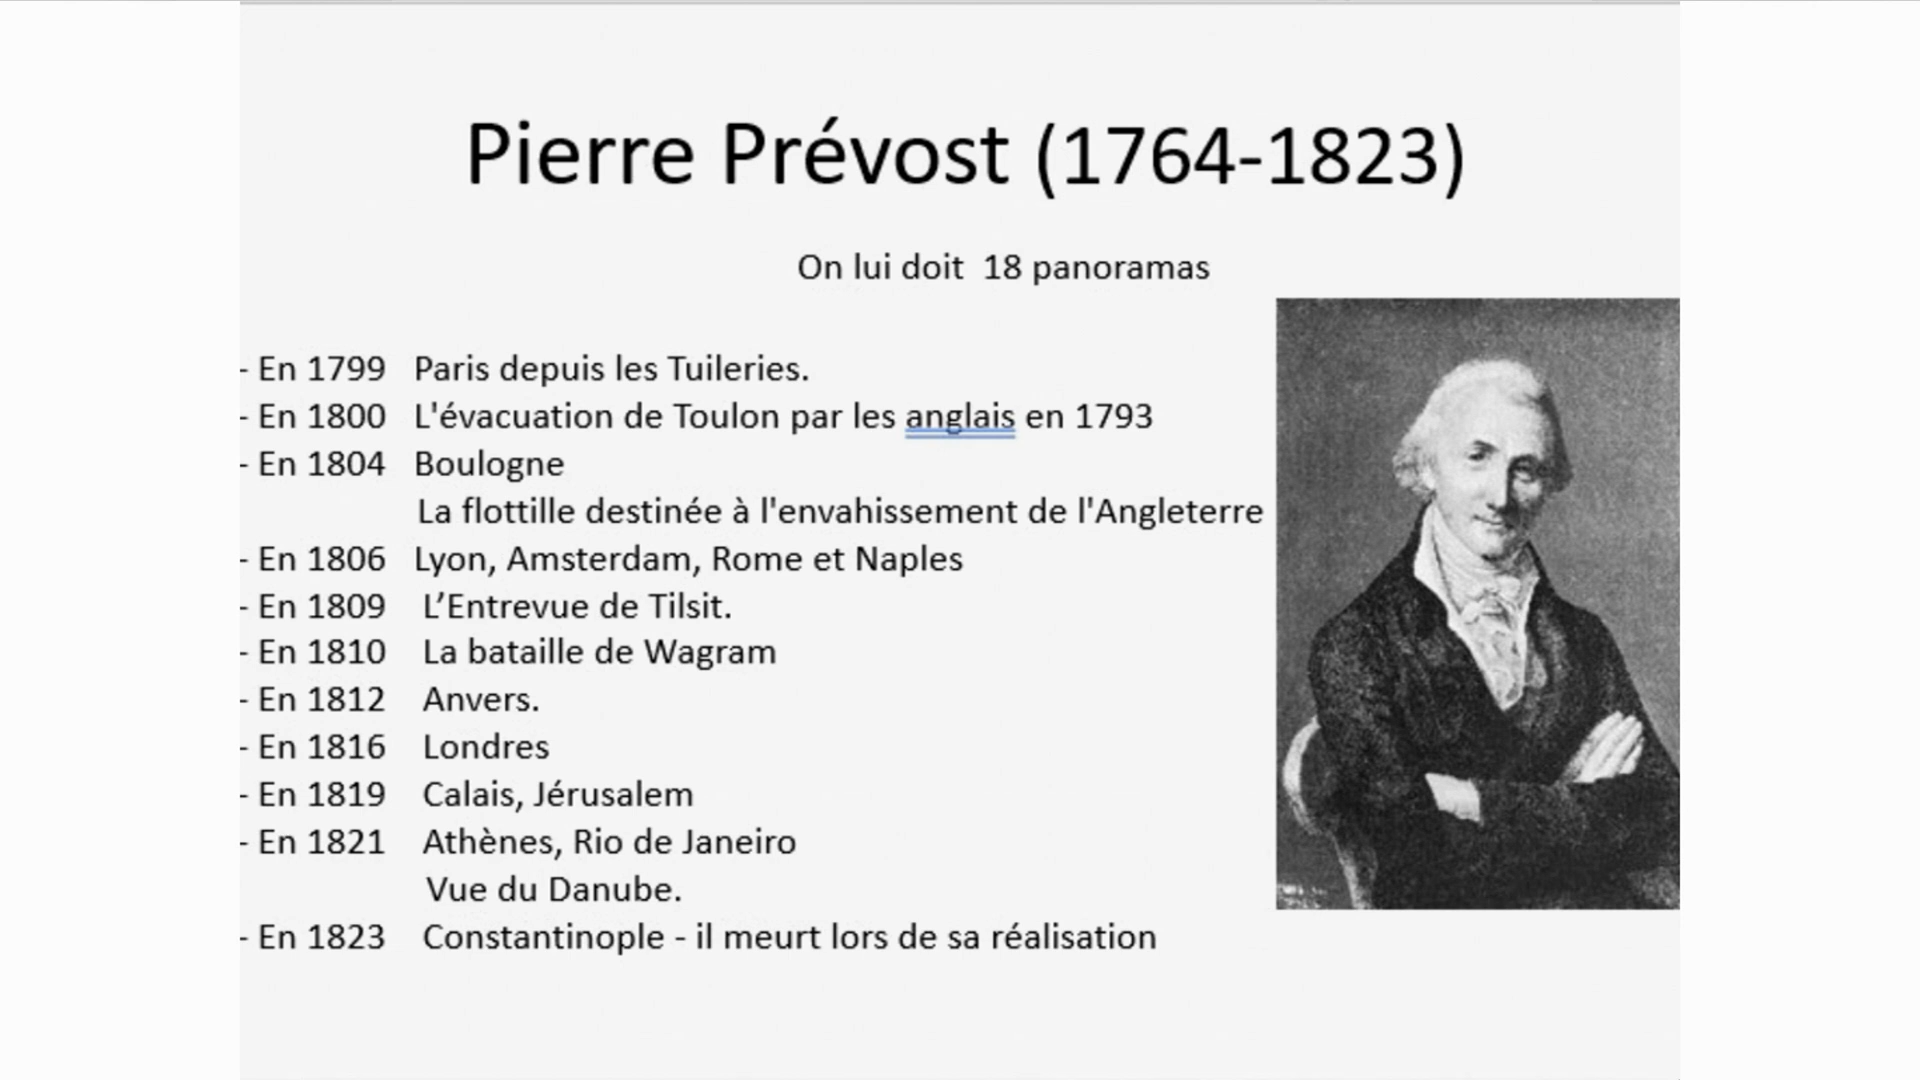 Pierre Prévost (1764-1823)
On lui doit  18 panoramas
- En 1799   Paris depuis les Tuileries.
- En 1800   L'évacuation de Toulon par les anglais en 1793
- En 1804   Boulogne
La flottille destinée à l'envahissement de l'Angleterre
- En 1806   Lyon, Amsterdam, Rome et Naples
- En 1809    L’Entrevue de Tilsit.
- En 1810    La bataille de Wagram
- En 1812    Anvers.
- En 1816    Londres
- En 1819    Calais, Jérusalem
- En 1821    Athènes, Rio de Janeiro
Vue du Danube.
- En 1823    Constantinople - il meurt lors de sa réalisation